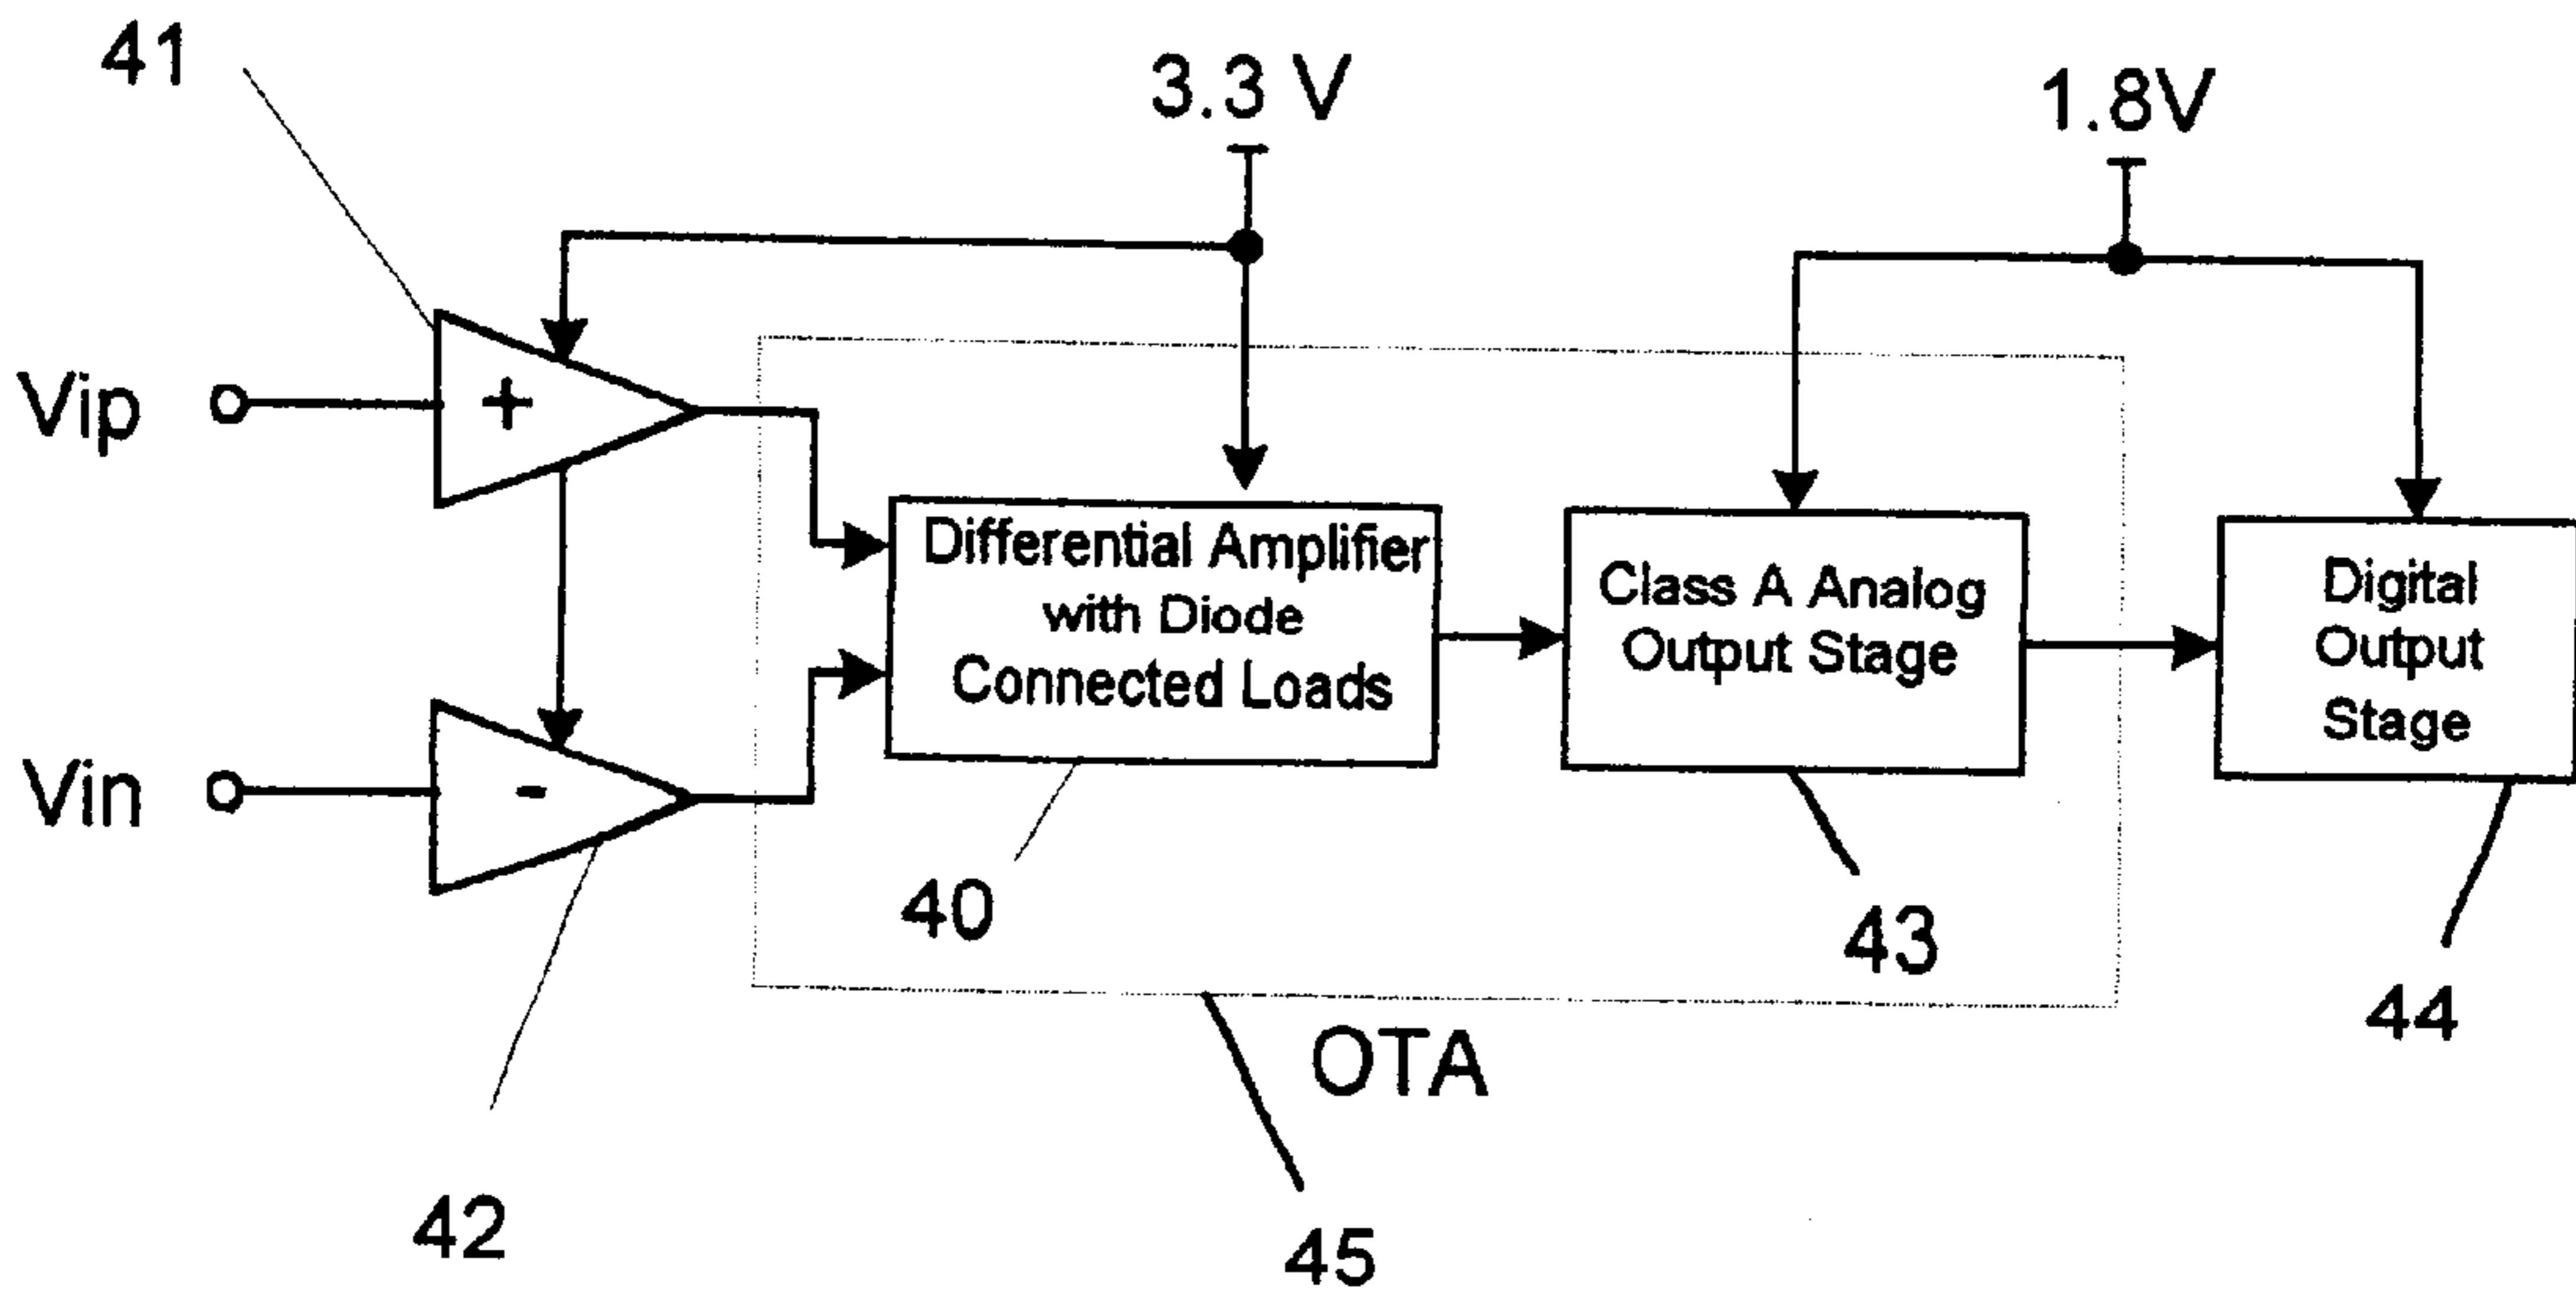 41
3.3 V
1.8V
Vip
+
Differential Amplifier
with Diode
Connected Loads
Class A Analog
Output Stage
Digital
Output
Stage
Vin
-
40
43
44
OTA
42
45